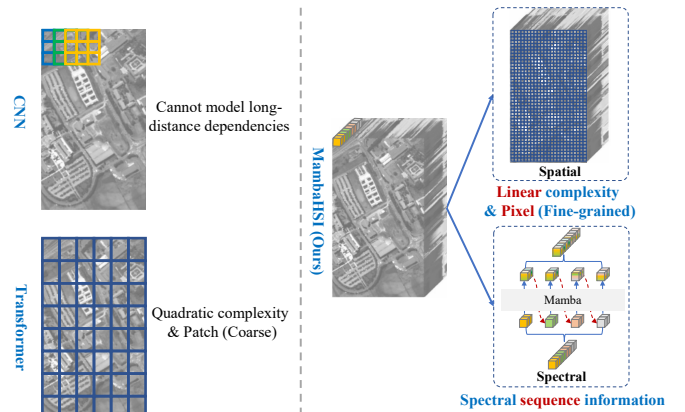 CNN
Cannot model long-
distance dependencies
Transformer
Quadratic complexity
& Patch (Coarse)
MambaHSI (Ours)
Spatial
Linear complexity
& Pixel (Fine-grained)
Mamba
Spectral
Spectral sequence information